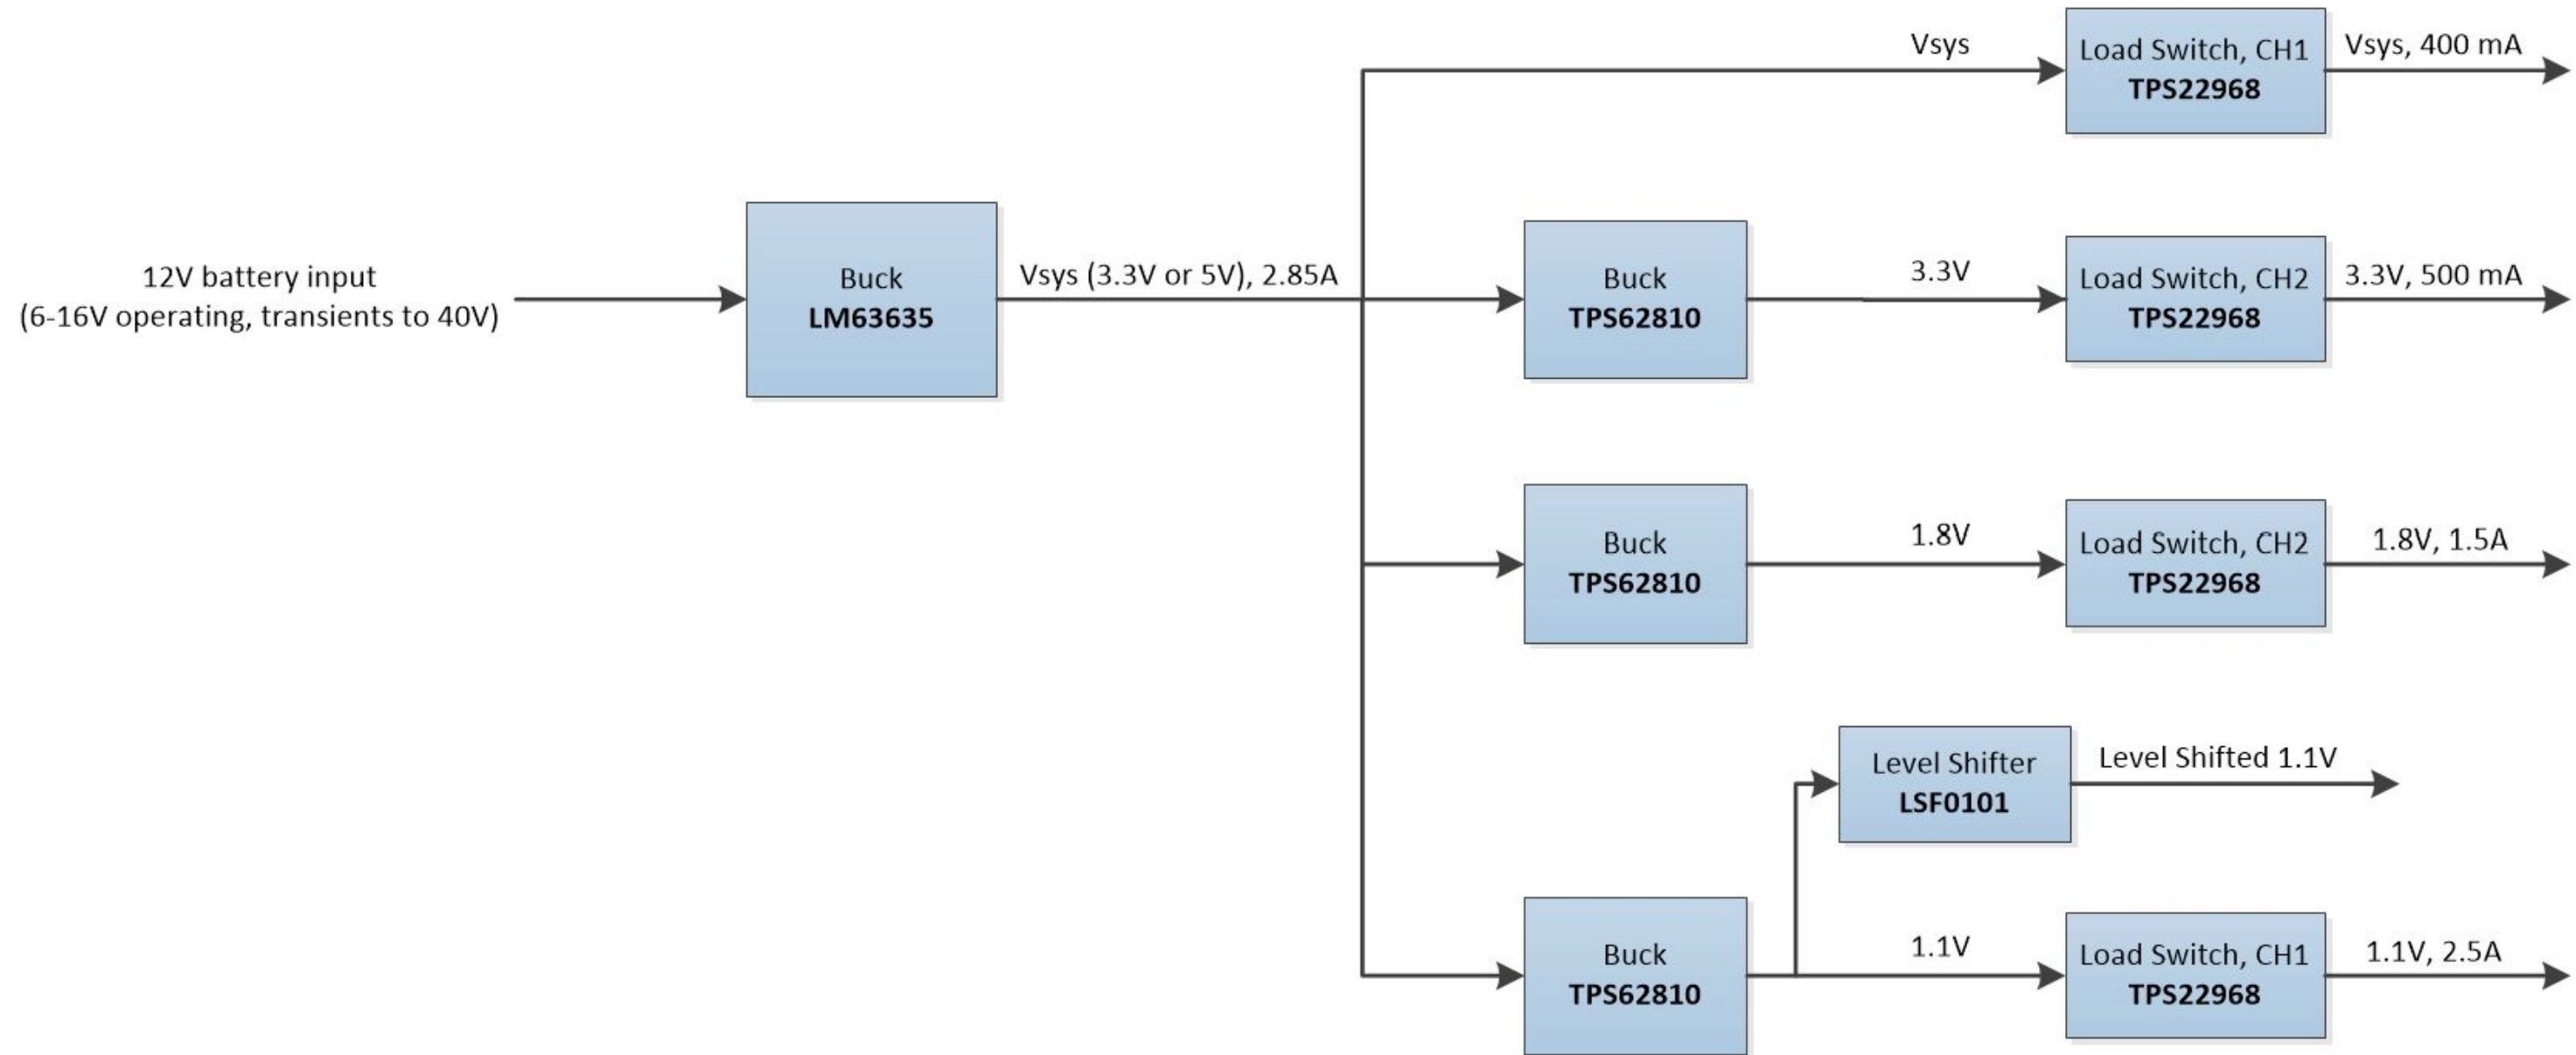 Vsys
Load Switch, CH1
TPS22968
Vsys, 400 mA
12V battery input
(6-16V operating, transients to 40V)
Buck
LM63635
Vsys (3.3V or 5V), 2.85A
Buck
TPS62810
3.3V
Load Switch, CH2
TPS22968
3.3V, 500 mA
Buck
TPS62810
1.8V
Load Switch, CH2
TPS22968
1.8V, 1.5A
Level Shifter
LSF0101
Level Shifted 1.1V
Buck
TPS62810
1.1V
Load Switch, CH1
TPS22968
1.1V, 2.5A